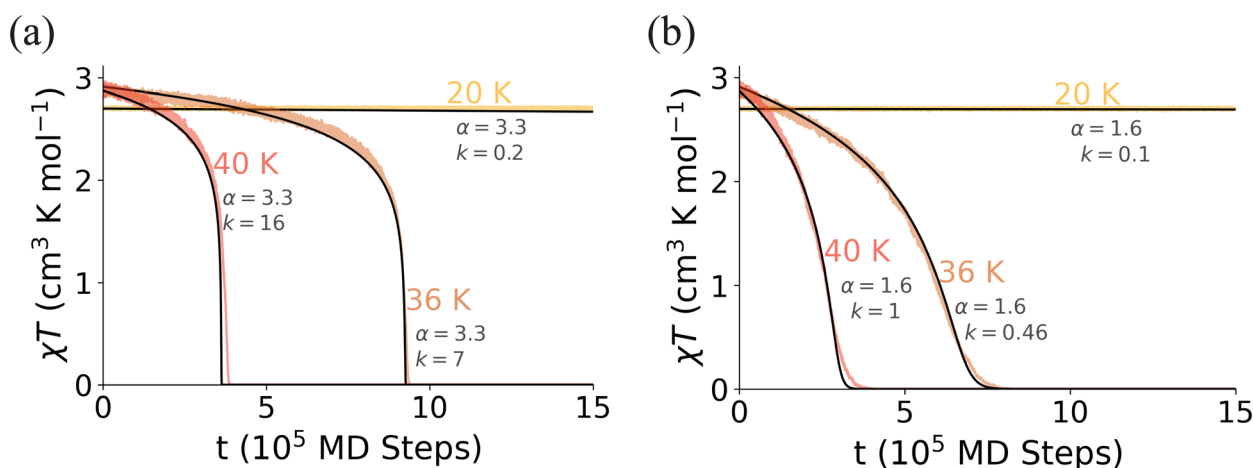 (a)
χT (cm³ K mol⁻¹)
3
2
1
0
20 K
α = 3.3
k = 0.2
40 K
α = 3.3
k = 16
36 K
α = 3.3
k = 7
0 5 10 15
t (10⁵ MD Steps)
(b)
χT (cm³ K mol⁻¹)
3
2
1
0
20 K
α = 1.6
k = 0.1
40 K
α = 1.6
k = 1
36 K
α = 1.6
k = 0.46
0 5 10 15
t (10⁵ MD Steps)